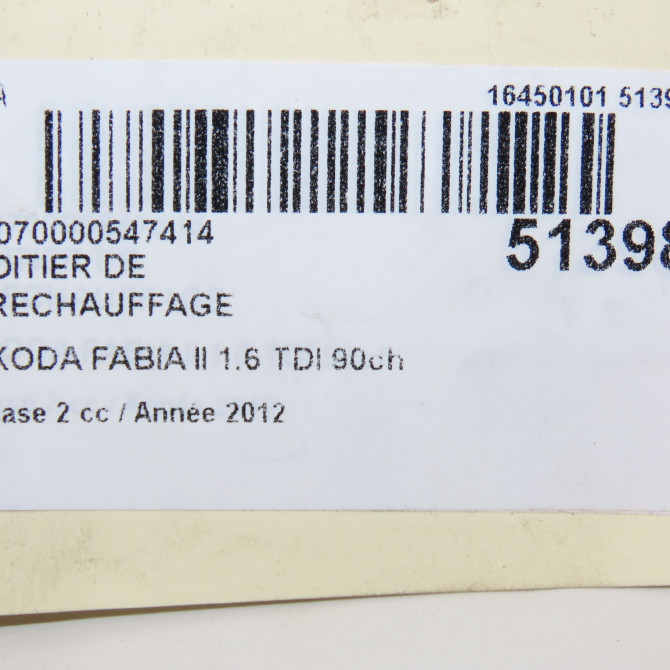 A 16450101 5139
070000547414
51398
OITIER DE
RECHAUFFAGE
KODA FABIA II 1.6 TDI 90ch
ase 2 cc / Année 2012